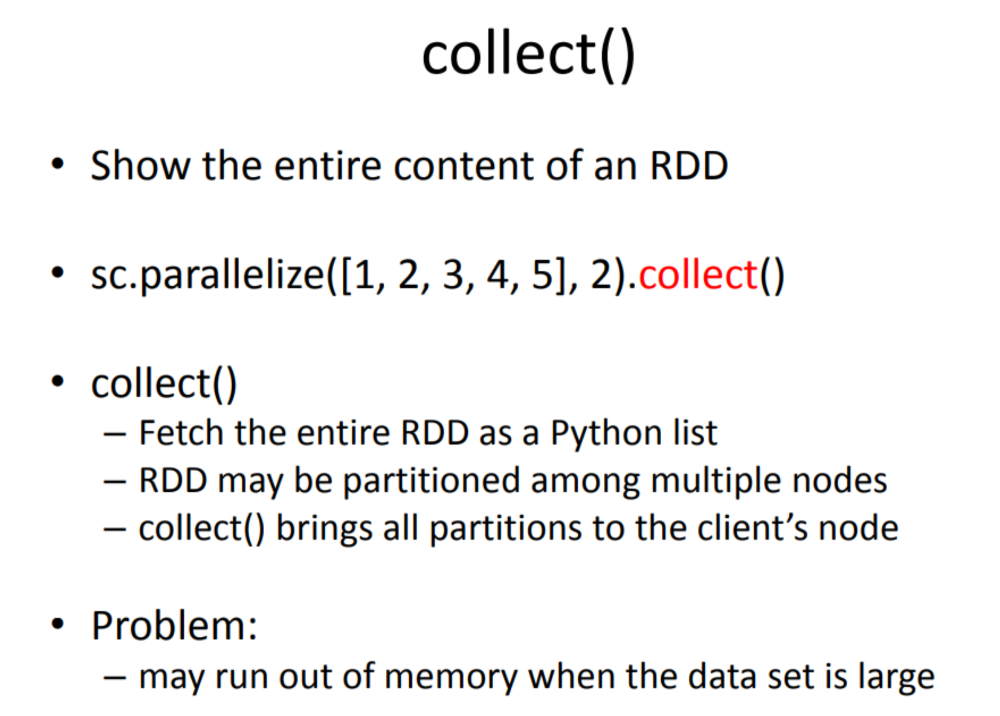 collect()
• Show the entire content of an RDD
• sc.parallelize([1, 2, 3, 4, 5], 2).collect()
• collect()
– Fetch the entire RDD as a Python list
– RDD may be partitioned among multiple nodes
– collect() brings all partitions to the client’s node
• Problem:
– may run out of memory when the data set is large